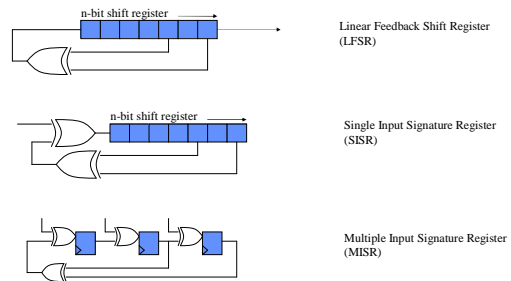 n-bit shift register
Linear Feedback Shift Register
(LFSR)
n-bit shift register
Single Input Signature Register
(SISR)
Multiple Input Signature Register
(MISR)